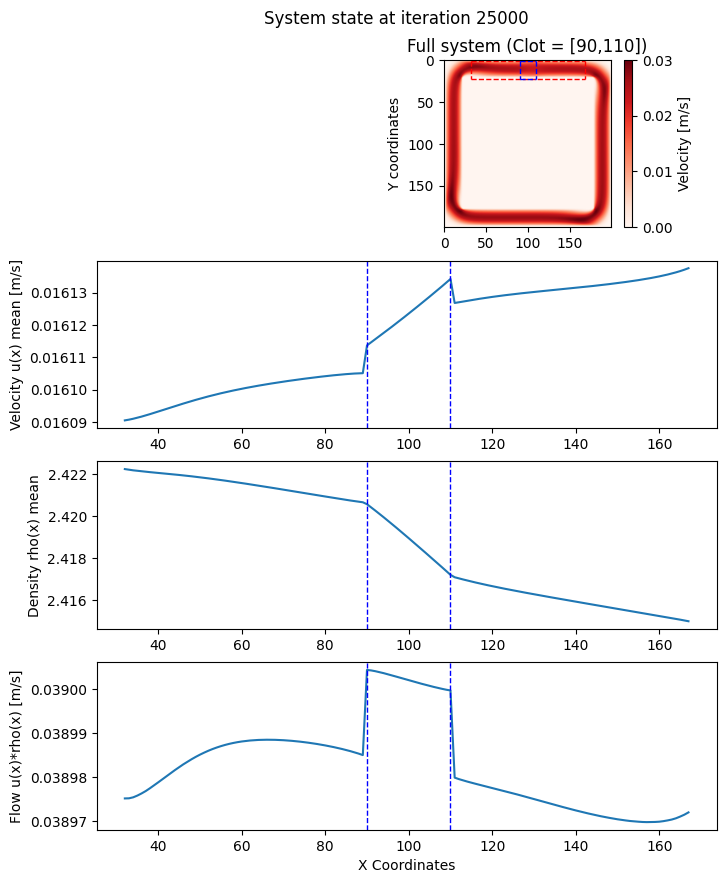 System state at iteration 25000
Full system (Clot = [90,110])
0
50
100
150
Y coordinates
0 50 100 150
0.03
0.02
0.01
0.00
Velocity [m/s]
0.01613
0.01612
0.01611
0.01610
0.01609
Velocity u(x) mean [m/s]
40 60 80 100 120 140 160
2.422
2.420
2.418
2.416
Density rho(x) mean
40 60 80 100 120 140 160
0.03900
0.03899
0.03898
0.03897
Flow u(x)*rho(x) [m/s]
40 60 80 100 120 140 160
X Coordinates